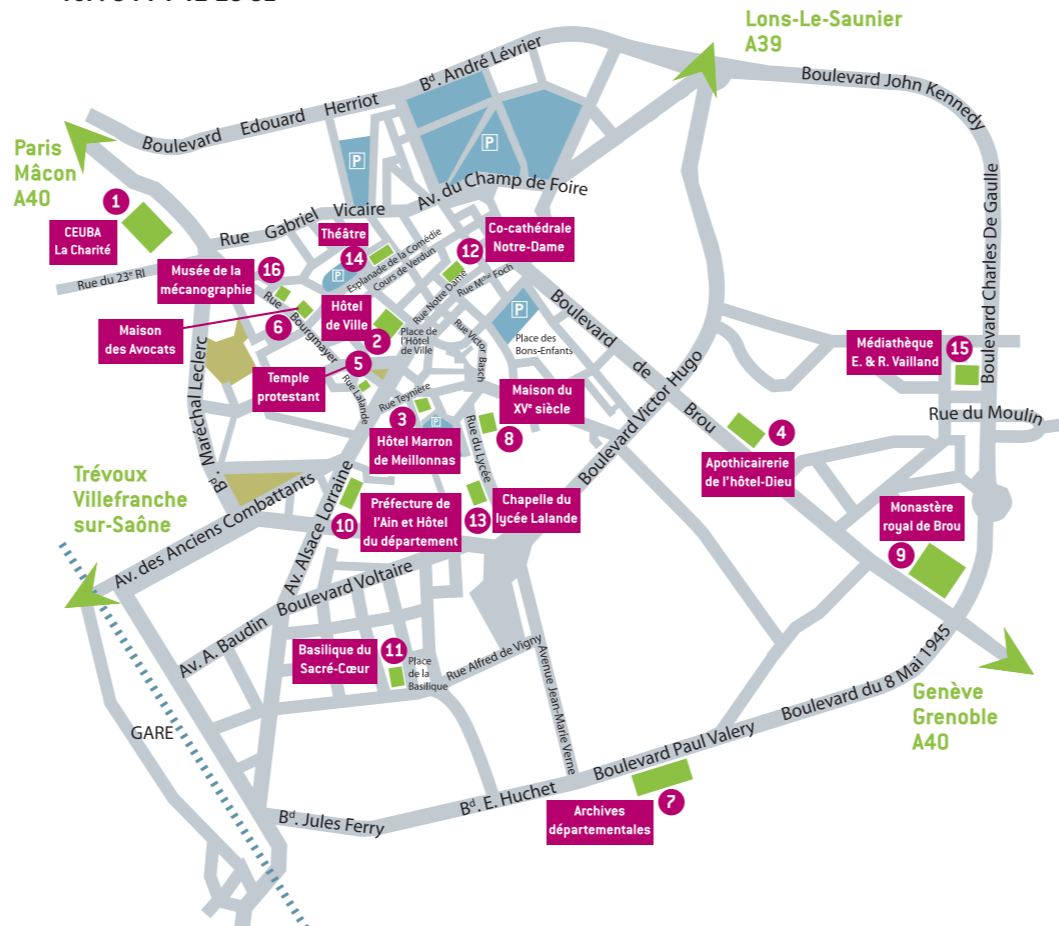 Lons-Le-Saunier
A39
Bd. André Lévrier
Boulevard Edouard Herriot
Boulevard John Kennedy
Paris
Mâcon
A40
P
P
Av. du Champ de Foire
1
CEUBA
La Charité
Rue Gabriel Vicaire
Boulevard Charles De Gaulle
Théâtre
14
Esplanade de la Comédie
Cours de Verdun
12
Co-cathédrale
Notre-Dame
Rue du 23e RI
Musée de la
mécanographie
16
Rue Notre Dame
Rue Mchal Foch
Maison
des Avocats
6
Rue Bourgmayer
Hôtel
de Ville
2
Place de
l'Hôtel
de Ville
Rue Victor Basch
P
Place des
Bons-Enfants
Boulevard de Brou
Médiathèque
E. & R. Vailland
15
Bd. Maréchal Leclerc
Temple
protestant
5
Rue Lalande
Rue Teynière
Maison du
XVe siècle
8
Boulevard Victor Hugo
Rue du Moulin
3
P
Hôtel Marron
de Meillonnas
Rue du Lycée
4
Apothicairerie
de l'hôtel-Dieu
Trévoux
Villefranche
sur-Saône
Av. des Anciens Combattants
Av. Alsace Lorraine
10
Préfecture de
l'Ain et Hôtel
du département
13
Chapelle du
lycée Lalande
Monastère
royal de Brou
9
Boulevard Voltaire
Av. A. Baudin
Basilique du
Sacré-Cœur
11
Place
de la
Basilique
Rue Alfred de Vigny
Avenue Jean-Marie Verne
Boulevard du 8 Mai 1945
Genève
Grenoble
A40
GARE
Boulevard Paul Valery
Bd. E. Huchet
Bd. Jules Ferry
Archives
départementales
7